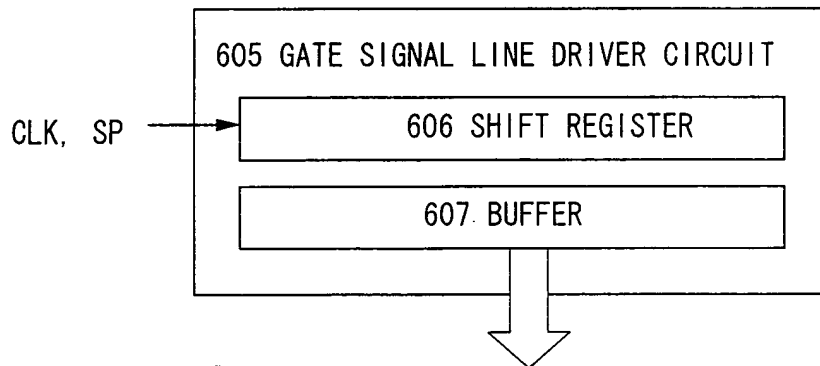 605 GATE SIGNAL LINE DRIVER CIRCUIT
CLK, SP
606 SHIFT REGISTER
607 BUFFER